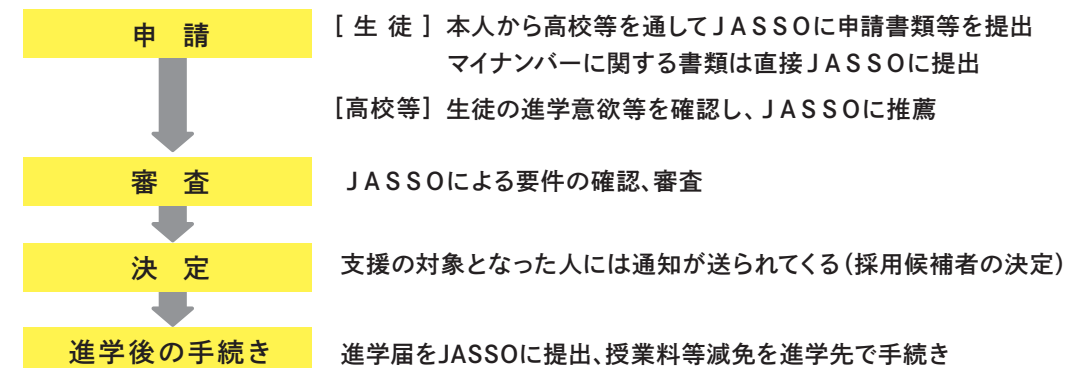 申 請
[ 生 徒 ] 本人から高校等を通してJASSOに申請書類等を提出
マイナンバーに関する書類は直接JASSOに提出
[高校等] 生徒の進学意欲等を確認し、JASSOに推薦
審 査
JASSOによる要件の確認、審査
決 定
支援の対象となった人には通知が送られてくる(採用候補者の決定)
進学後の手続き
進学届をJASSOに提出、授業料等減免を進学先で手続き